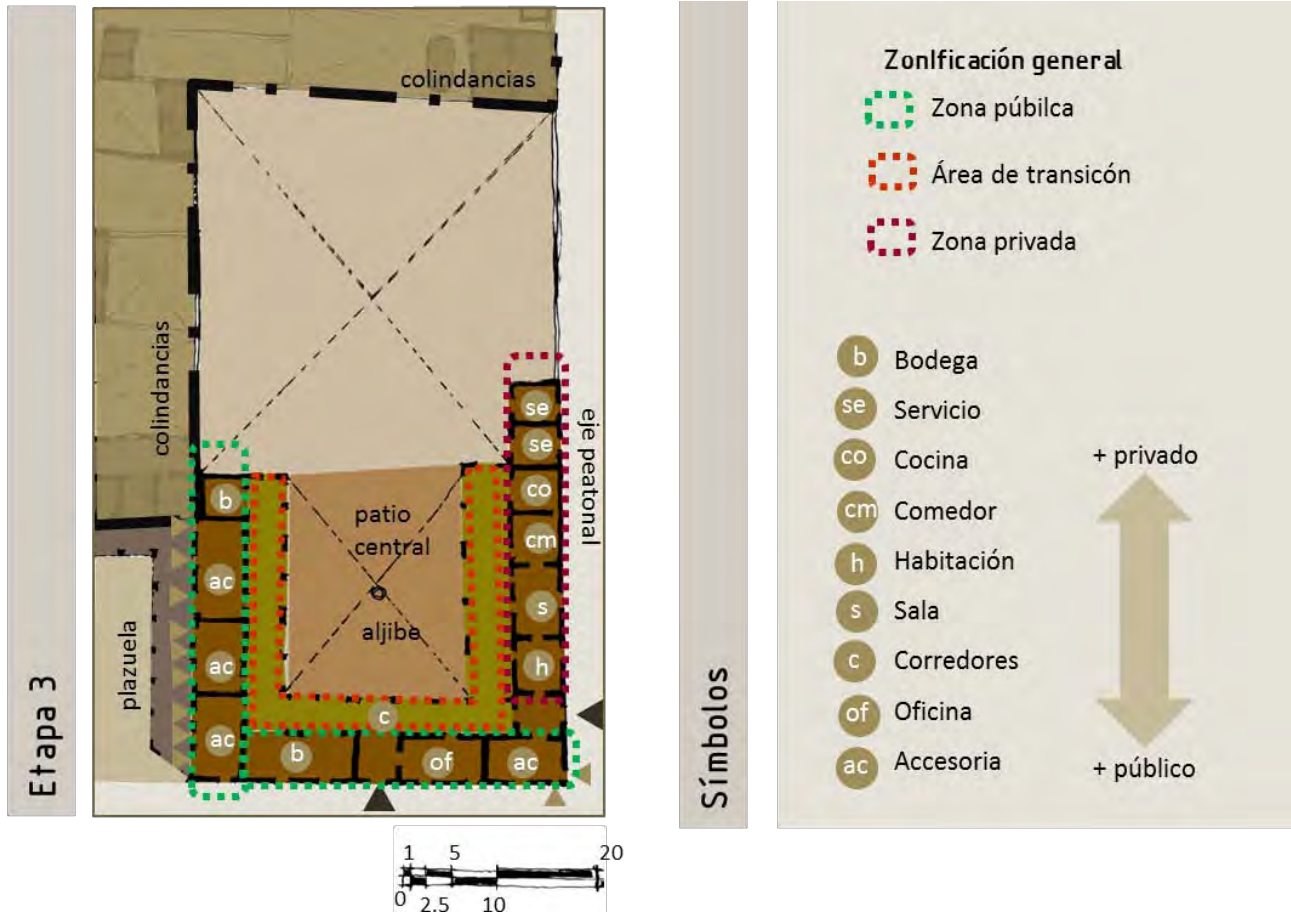 Etapa 3
colindancias
colindancias
eje peatonal
plazuela
patio
central
aljibe
se
se
co
cm
s
h
b
ac
ac
ac
c
b
of
ac
1 5 20
0 2.5 10
Símbolos
ZonIficación general
Zona púbilca
Área de transicón
Zona privada
b Bodega
se Servicio
co Cocina
cm Comedor
h Habitación
s Sala
c Corredores
of Oficina
ac Accesoria
+ privado
+ público